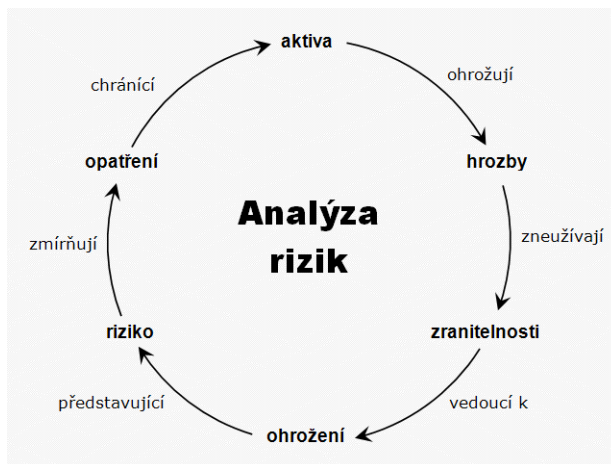 aktiva
ohrožují
hrozby
zneužívají
zranitelnosti
vedoucí k
ohrožení
představující
riziko
zmírňují
opatření
chránící
Analýza
rizik